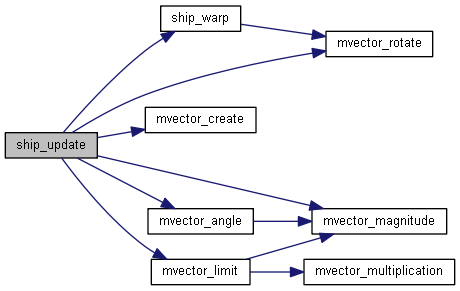 ship_warp
mvector_rotate
mvector_create
ship_update
mvector_angle
mvector_magnitude
mvector_limit
mvector_multiplication